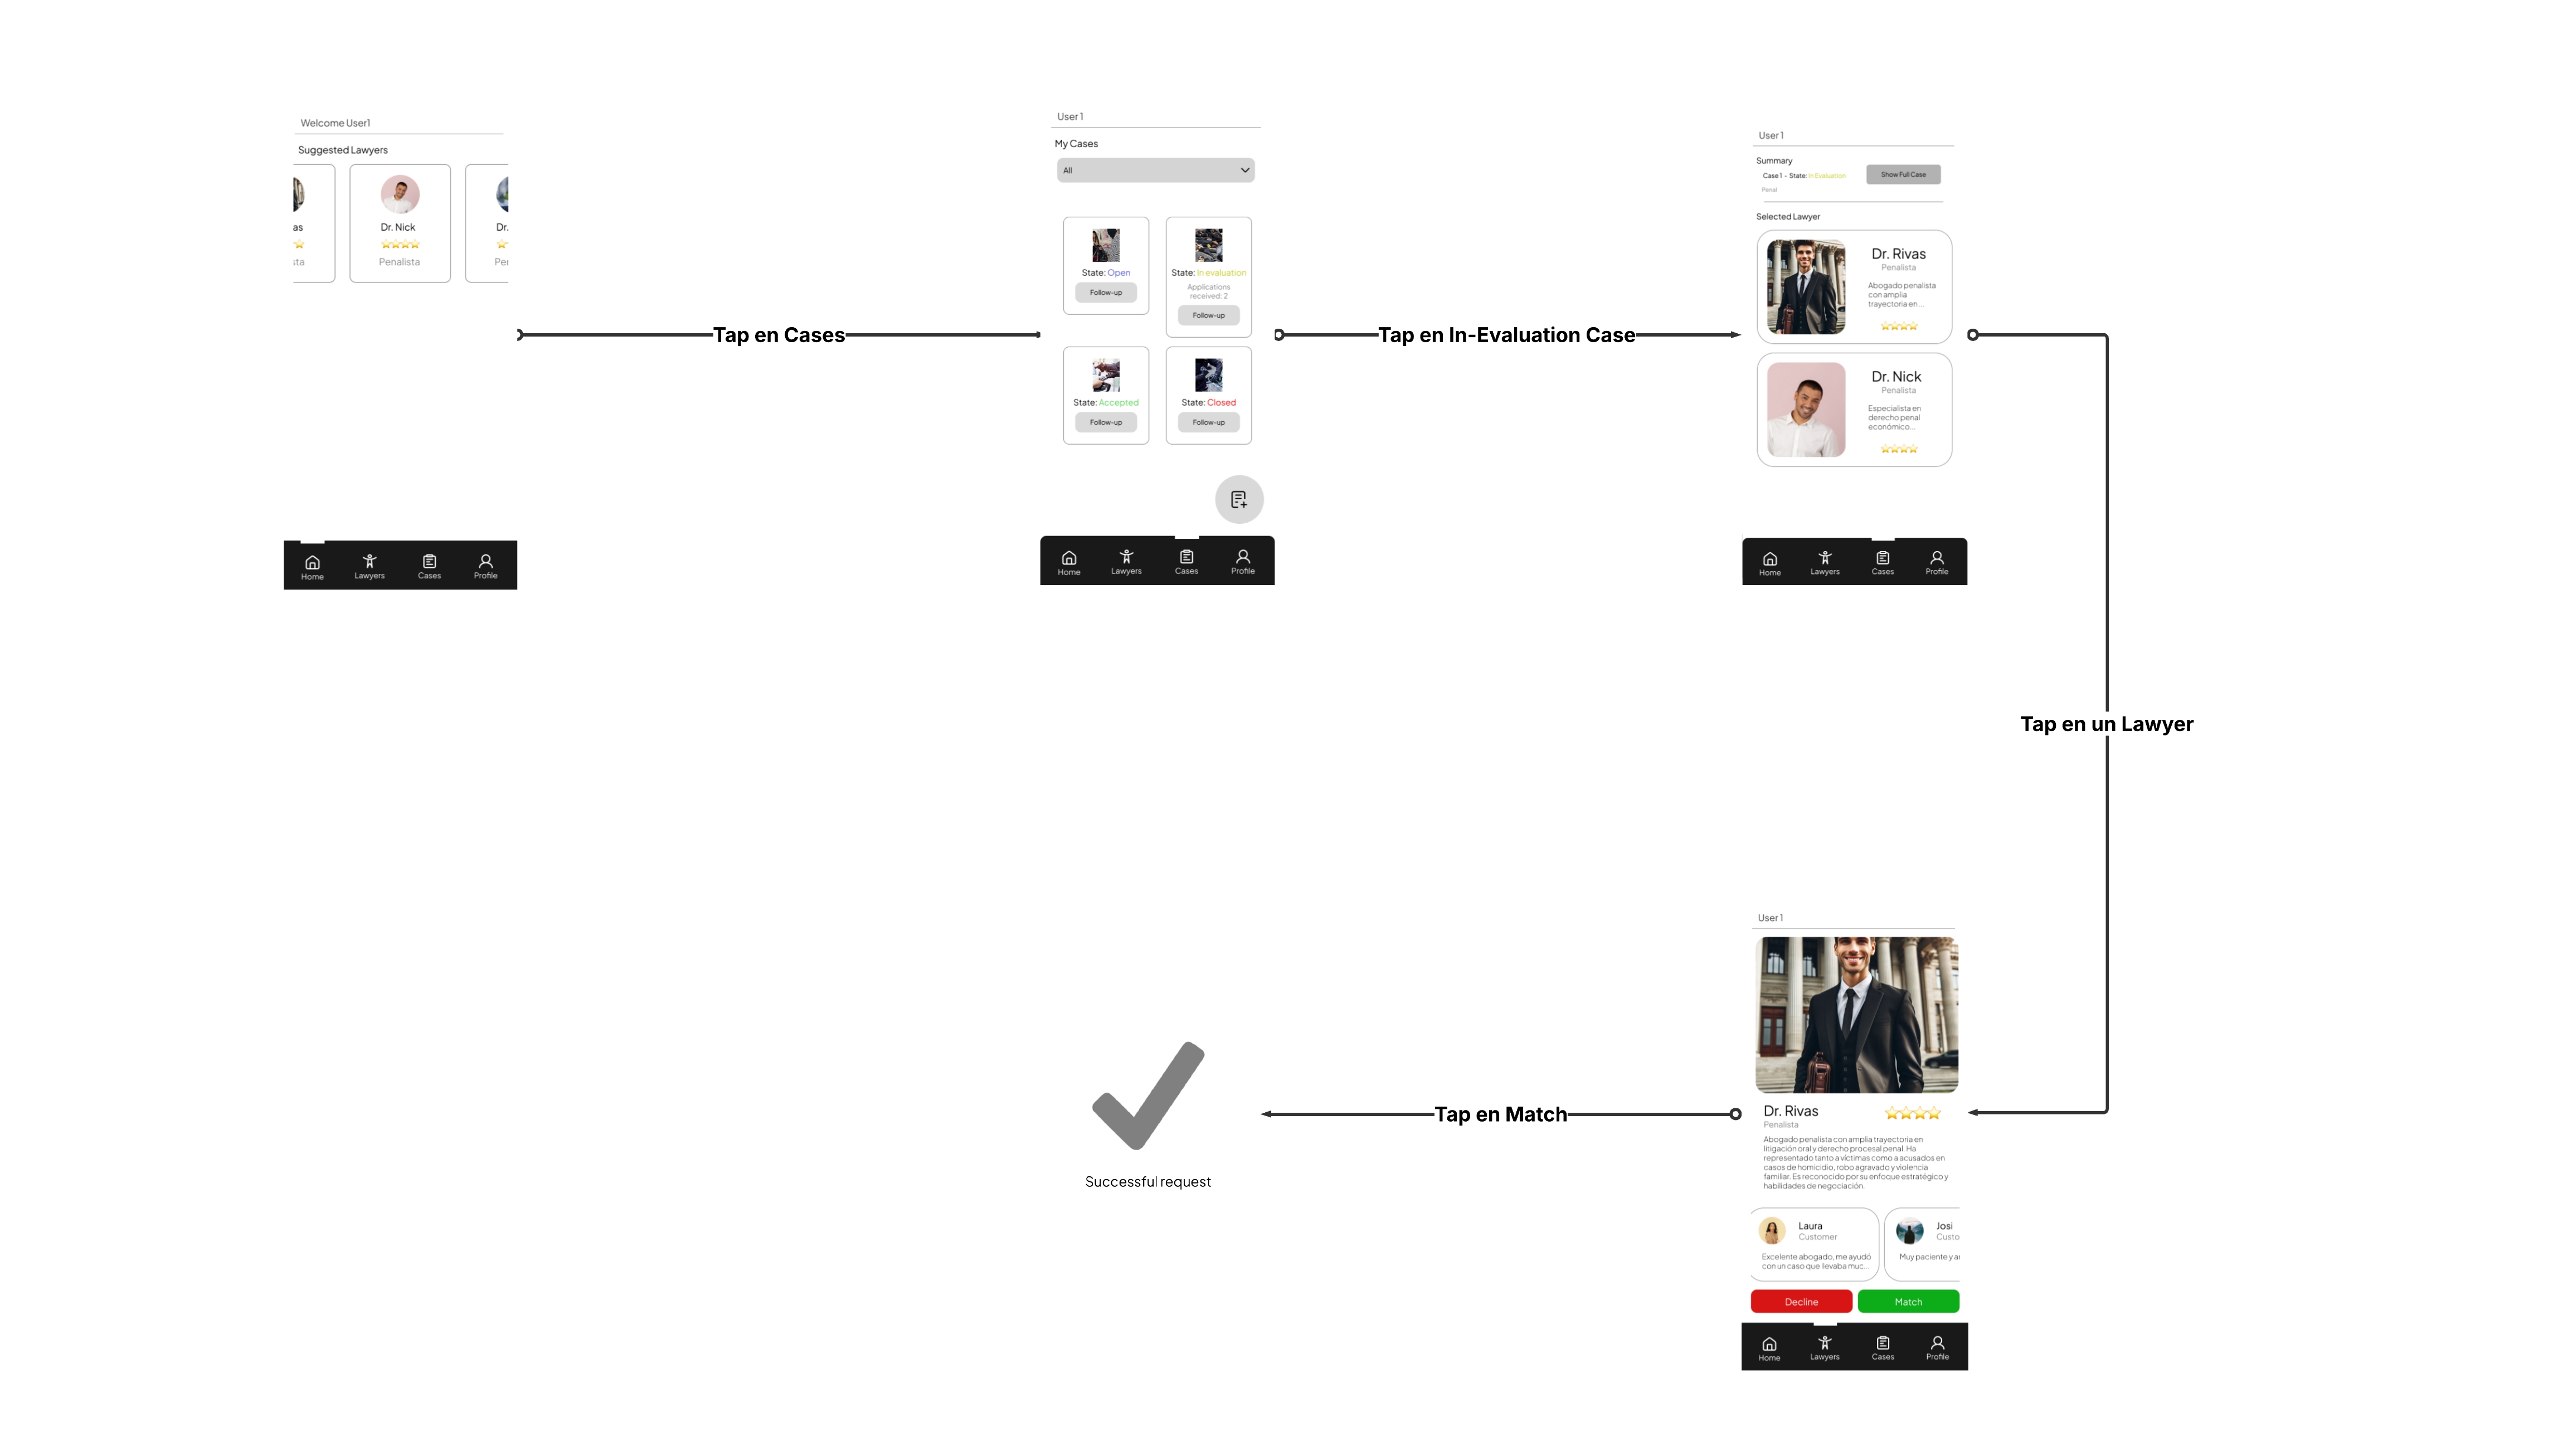 Welcome User1
Suggested Lawyers
as
ta
Dr. Nick
Penalista
Dr.
Per
Home
Lawyers
Cases
Profile
Tap en Cases
User 1
My Cases
All
State: Open
Follow-up
State: In evaluation
Applications
received: 2
Follow-up
State: Accepted
Follow-up
State: Closed
Follow-up
Home
Lawyers
Cases
Profile
Tap en In-Evaluation Case
User 1
Summary
Case 1 - State: In Evaluation
Penal
Show Full Case
Selected Lawyer
Dr. Rivas
Penalista
Abogado penalista
con amplia
trayectoria en ...
Dr. Nick
Penalista
Especialista en
derecho penal
económico...
Home
Lawyers
Cases
Profile
Tap en un Lawyer
User 1
Dr. Rivas
Penalista
Abogado penalista con amplia trayectoria en
litigación oral y derecho procesal penal. Ha
representado tanto a víctimas como a acusados en
casos de homicidio, robo agravado y violencia
familiar. Es reconocido por su enfoque estratégico y
habilidades de negociación.
Laura
Customer
Excelente abogado, me ayudó
con un caso que llevaba muc...
Josi
Custo
Muy paciente y a
Decline
Match
Home
Lawyers
Cases
Profile
Tap en Match
Successful request